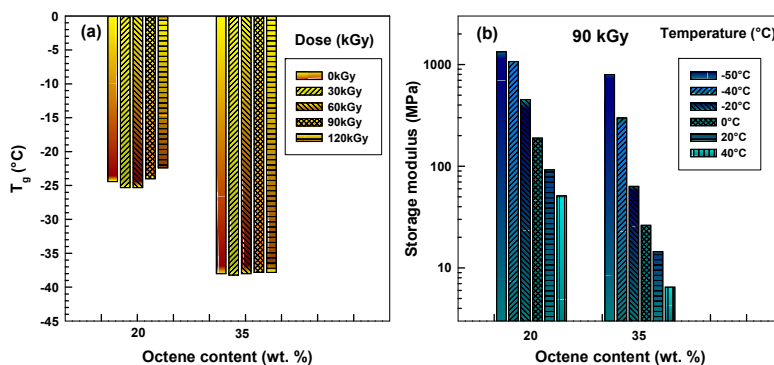 (a)
Dose (kGy)
0kGy
30kGy
60kGy
90kGy
120kGy
0
-5
-10
-15
-20
-25
-30
-35
-40
-45
Tg (°C)
20
35
Octene content (wt. %)
(b)
90 kGy
Temperature (°C)
-50°C
-40°C
-20°C
0°C
20°C
40°C
1000
100
10
Storage modulus (MPa)
20
35
Octene content (wt. %)